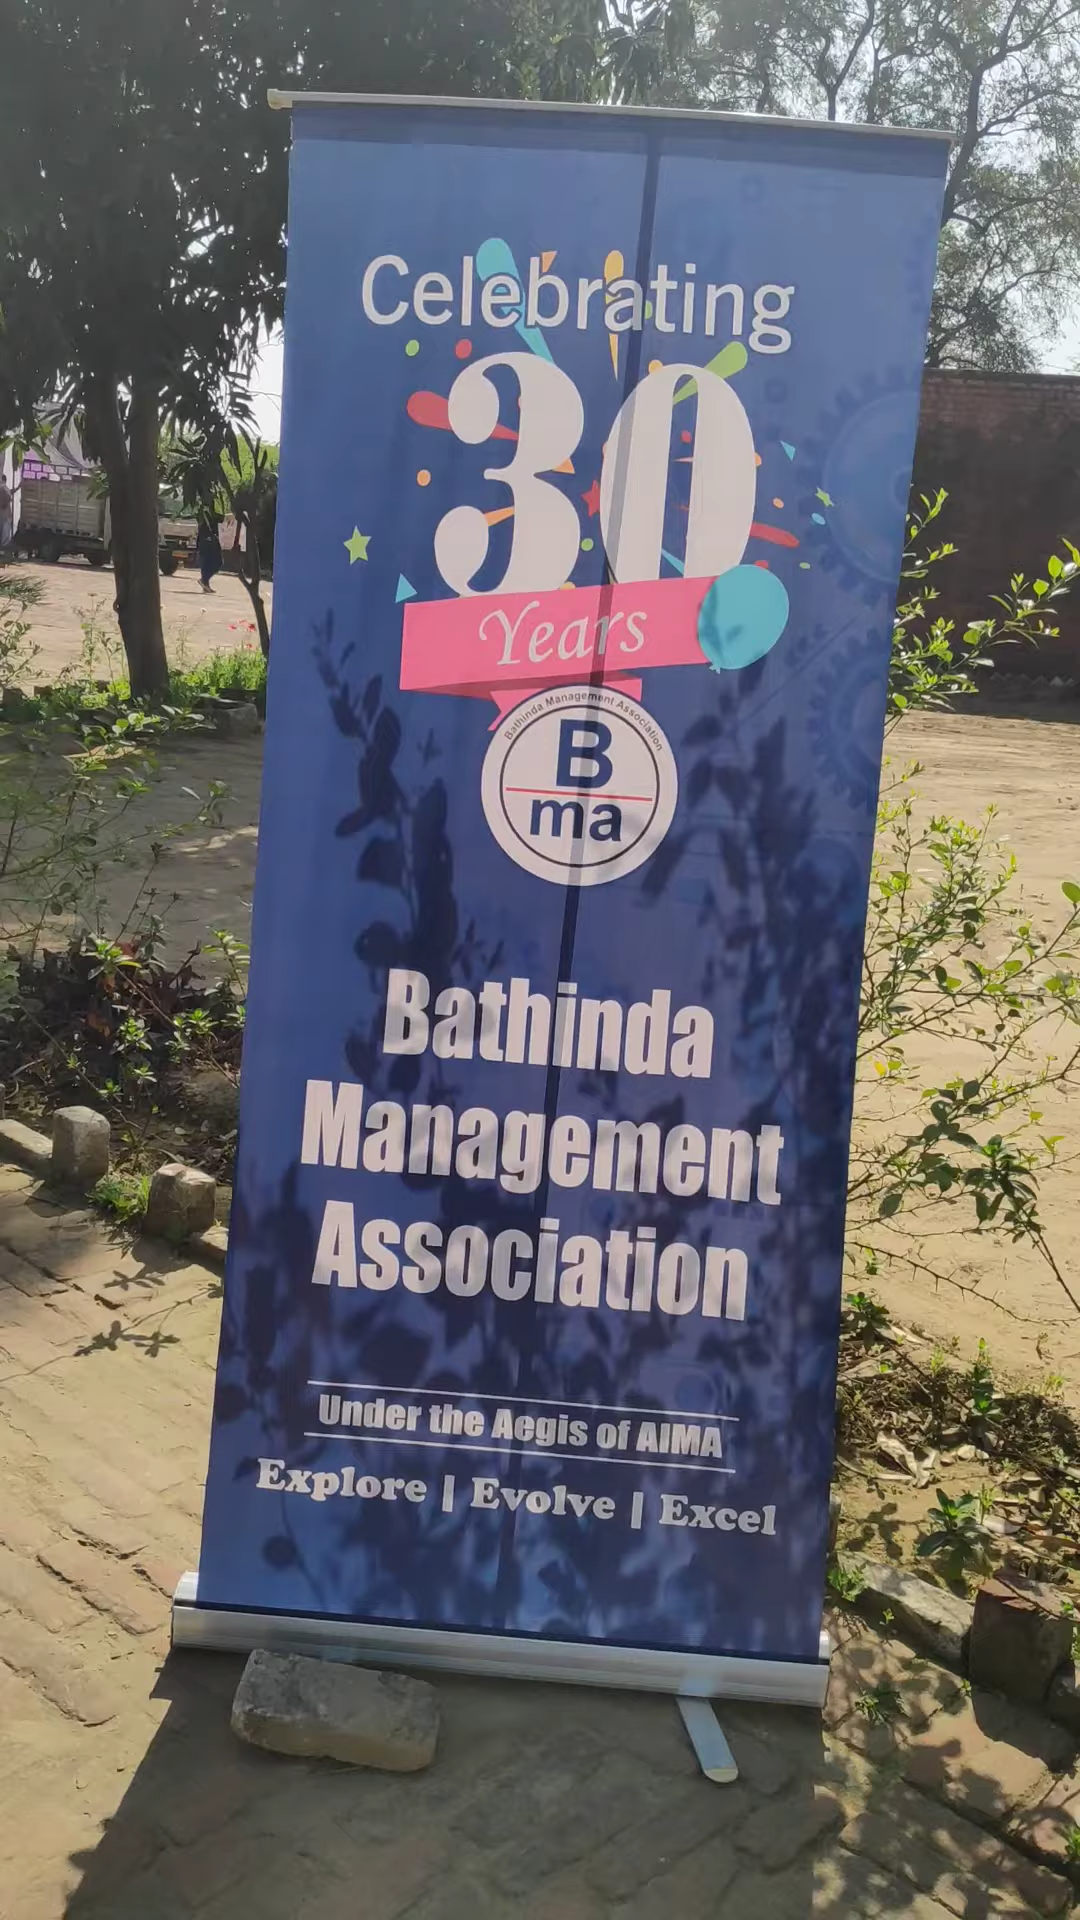 Celebrating
30
Years
Bathinda Management Association
B
ma
Bathinda
Management
Association
Under the Aegis of AIMA
Explore | Evolve | Excel